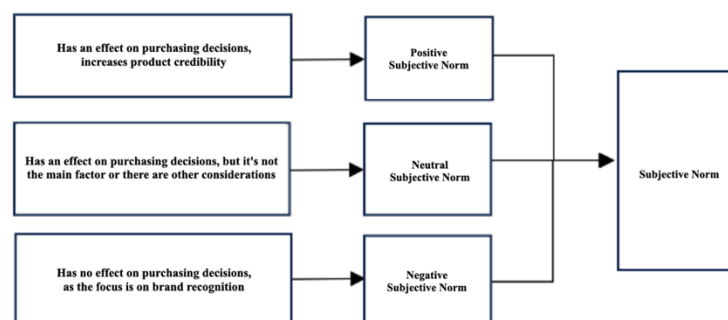 Has an effect on purchasing decisions,
increases product credibility
Positive
Subjective Norm
Has an effect on purchasing decisions, but it's not
the main factor or there are other considerations
Neutral
Subjective Norm
Subjective Norm
Has no effect on purchasing decisions,
as the focus is on brand recognition
Negative
Subjective Norm